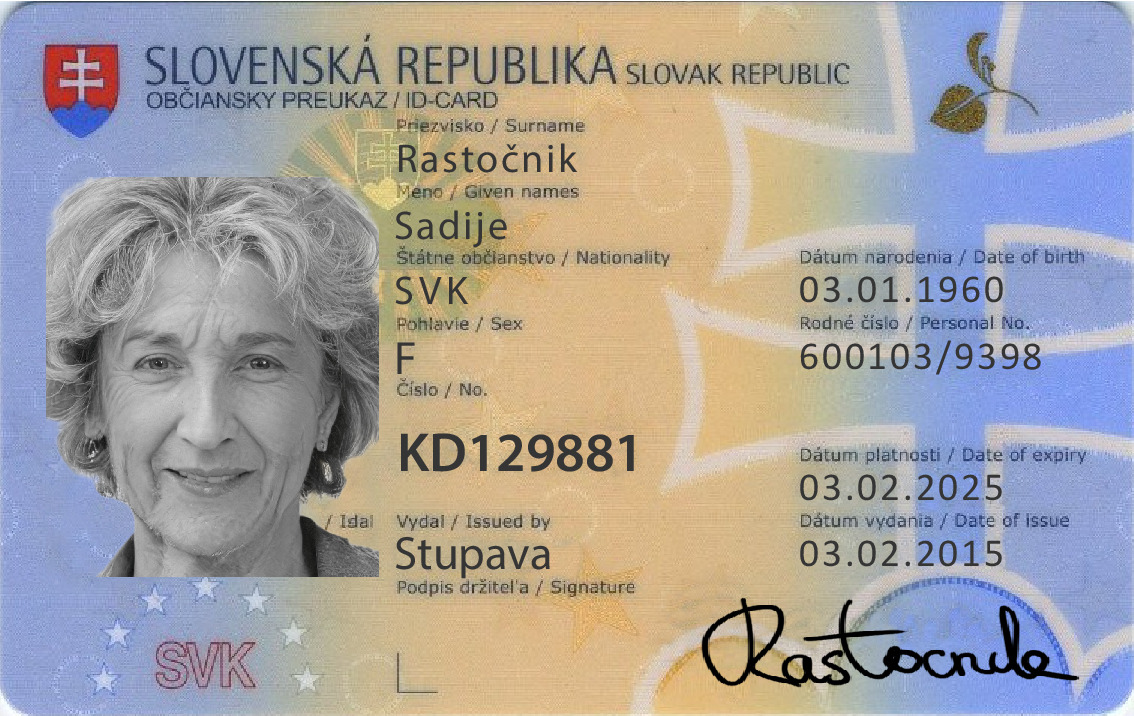 SLOVENSKÁ REPUBLIKA SLOVAK REPUBLIC
OBČIANSKY PREUKAZ / ID-CARD
Priezvisko / Surname
Rastočnik
Meno / Given names
Sadije
Štátne občianstvo / Nationality
SVK
Dátum narodenia / Date of birth
03.01.1960
Pohlavie / Sex
F
Rodné číslo / Personal No.
600103/9398
Číslo / No.
KD129881
Dátum platnosti / Date of expiry
03.02.2025
/ Idal Vydal / Issued by
Stupava
Dátum vydania / Date of issue
03.02.2015
Podpis držiteľa / Signature
SVK